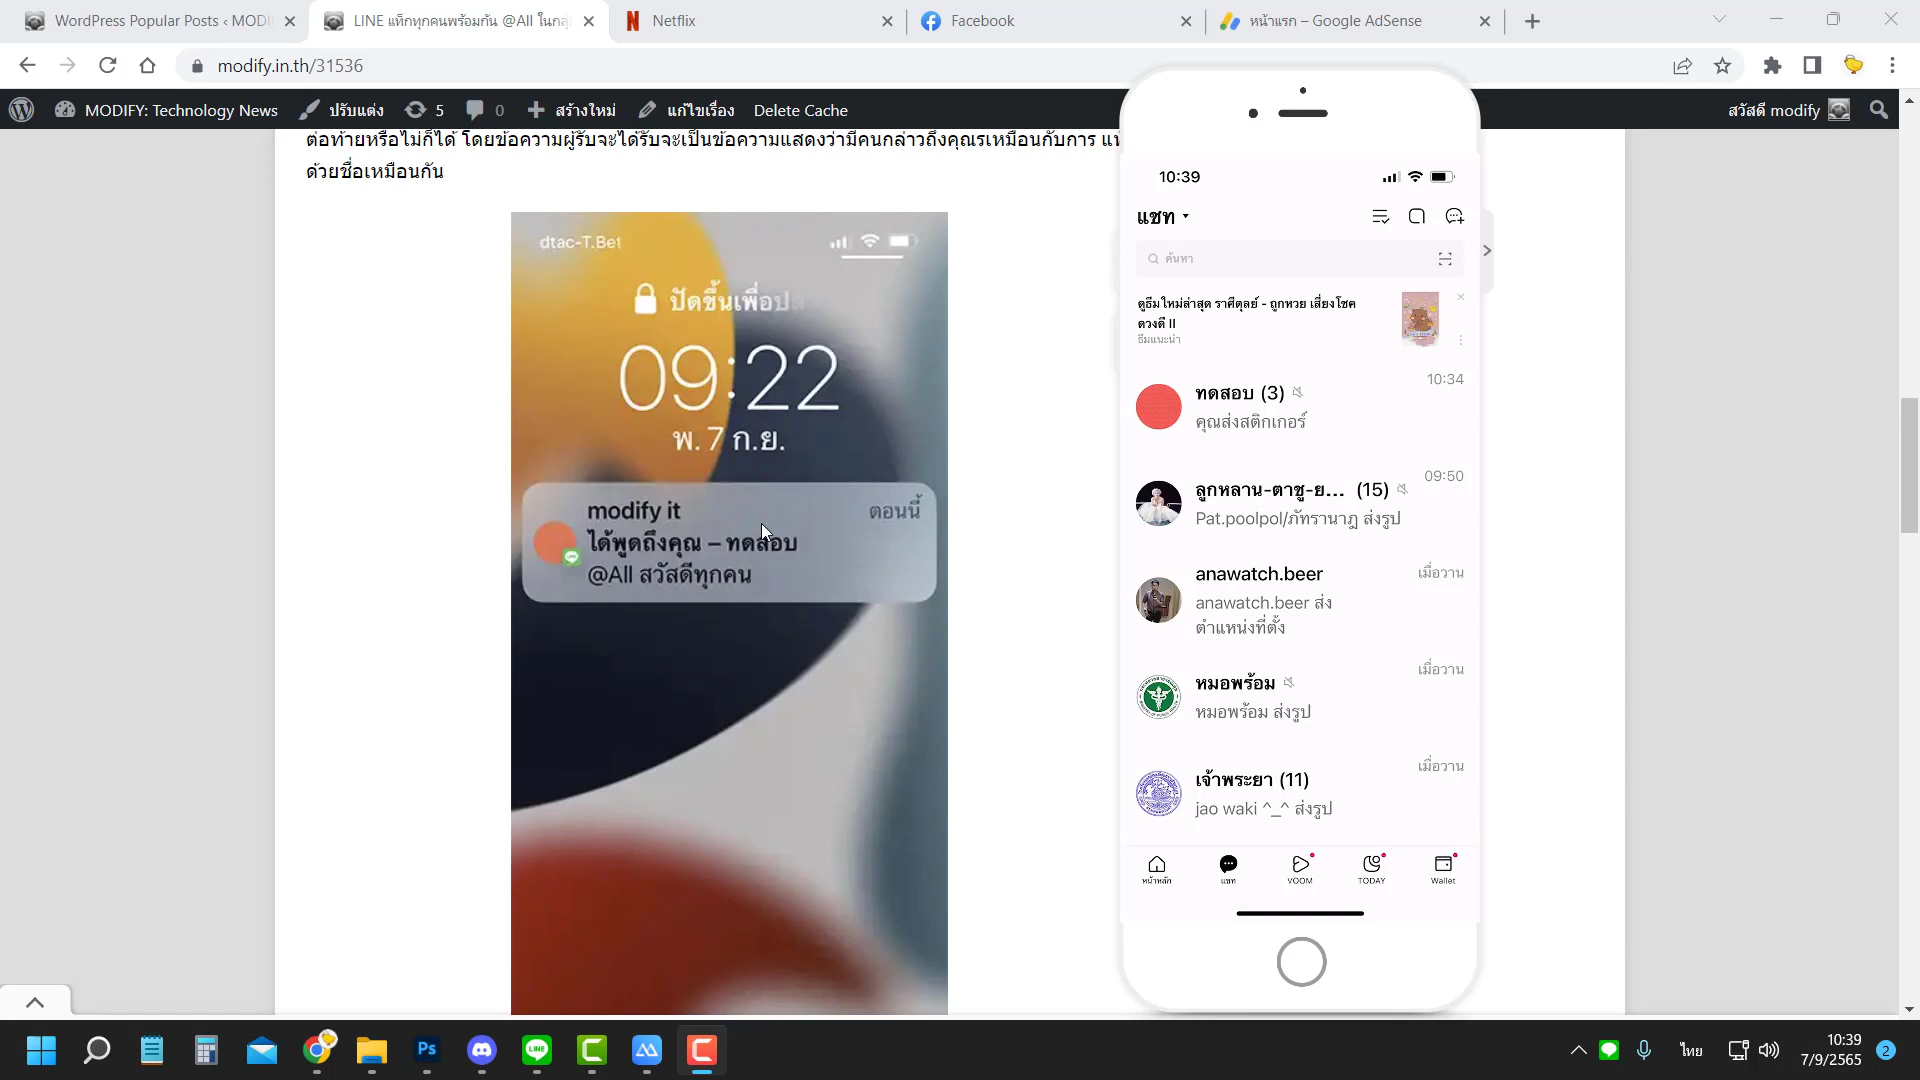 WordPress Popular Posts ‹ MODI
LINE แท็กทุกคนพร้อมกัน @All ในกลุ่ม
Netflix
Facebook
หน้าแรก – Google AdSense
modify.in.th/31536
MODIFY: Technology News
ปรับแต่ง
5
0
สร้างใหม่
แก้ไขเรื่อง
Delete Cache
สวัสดี modify
ต่อท้ายหรือไม่ก็ได้ โดยข้อความผู้รับจะได้รับจะเป็นข้อความแสดงว่ามีคนกล่าวถึงคุณรเหมือนกับการ
ด้วยชื่อเหมือนกัน
dtac-T.Bet
ปัดขึ้นเพื่อป
09:22
พ. 7 ก.ย.
modify it
ตอนนี้
ได้พูดถึงคุณ – ทดสอบ
@All สวัสดีทุกคน
10:39
แชท
ค้นหา
ดูธีมใหม่ล่าสุด ราศีตุลย์ - ถูกหวย เสี่ยงโชค
ดวงดี II
ธีมแนะนำ
ทดสอบ (3)
10:34
คุณส่งสติกเกอร์
ลูกหลาน-ตาชู-ย... (15)
09:50
Pat.poolpol/ภัทรานาฎ ส่งรูป
anawatch.beer
เมื่อวาน
anawatch.beer ส่ง
ตำแหน่งที่ตั้ง
หมอพร้อม
เมื่อวาน
หมอพร้อม ส่งรูป
เจ้าพระยา (11)
เมื่อวาน
jao waki ^_^ ส่งรูป
หน้าหลัก
แชท
VOOM
TODAY
Wallet
Ps
LINE
ไทย
10:39
7/9/2565
2